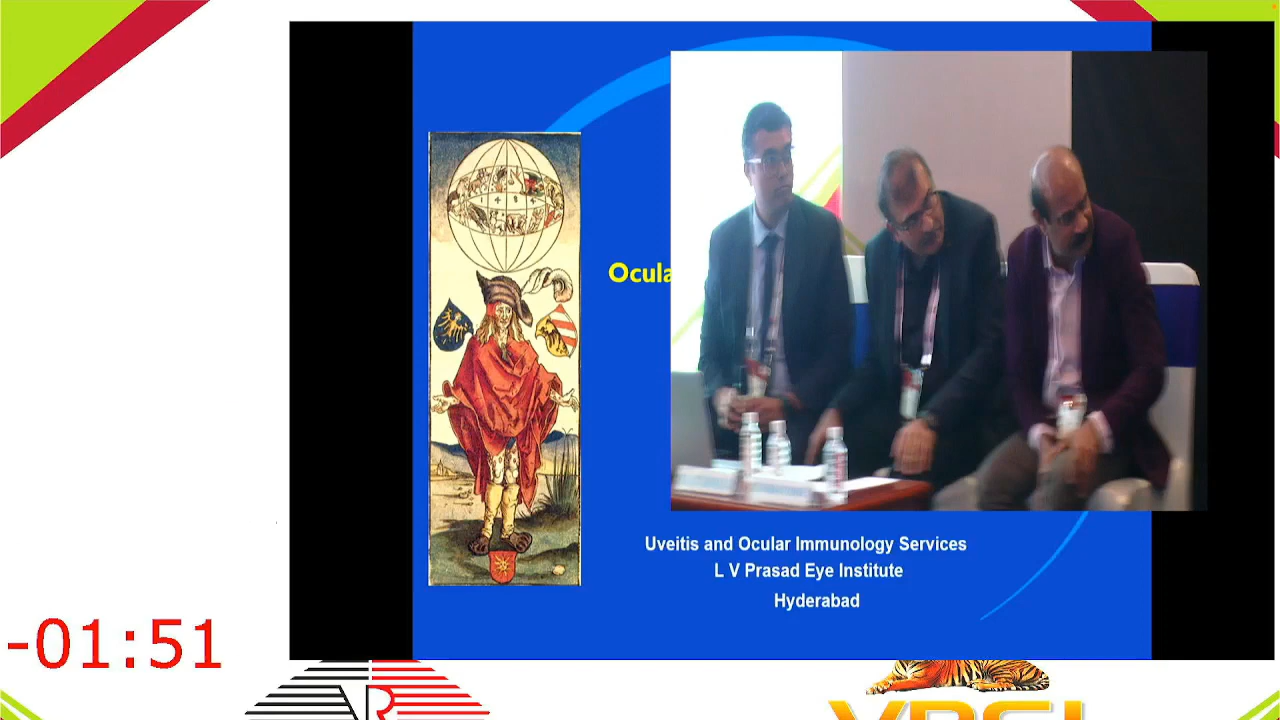 Ocula
Uveitis and Ocular Immunology Services
L V Prasad Eye Institute
Hyderabad
-01:51